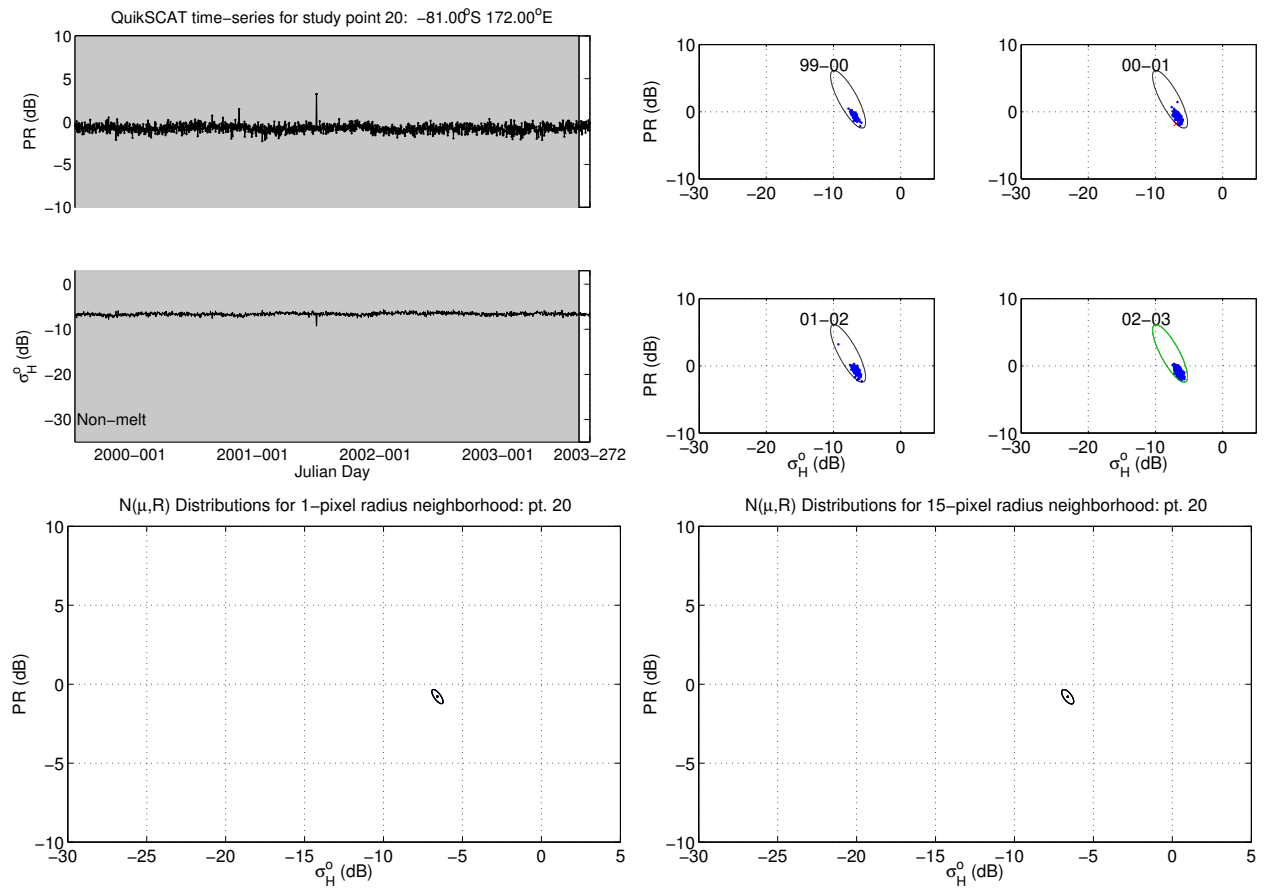 QuikSCAT time−series for study point 20: −81.00°S 172.00°E
10
5
0
−5
−10
PR (dB)
0
−10
−20
−30
σH° (dB)
Non−melt
2000−001 2001−001 2002−001 2003−001 2003−272
Julian Day
99−00
10
0
−10
PR (dB)
−30 −20 −10 0
00−01
10
0
−10
−30 −20 −10 0
01−02
10
0
−10
PR (dB)
−30 −20 −10 0
σH° (dB)
02−03
10
0
−10
−30 −20 −10 0
σH° (dB)
N(μ,R) Distributions for 1−pixel radius neighborhood: pt. 20
10
5
0
−5
−10
PR (dB)
−30 −25 −20 −15 −10 −5 0 5
σH° (dB)
N(μ,R) Distributions for 15−pixel radius neighborhood: pt. 20
10
5
0
−5
−10
PR (dB)
−30 −25 −20 −15 −10 −5 0 5
σH° (dB)